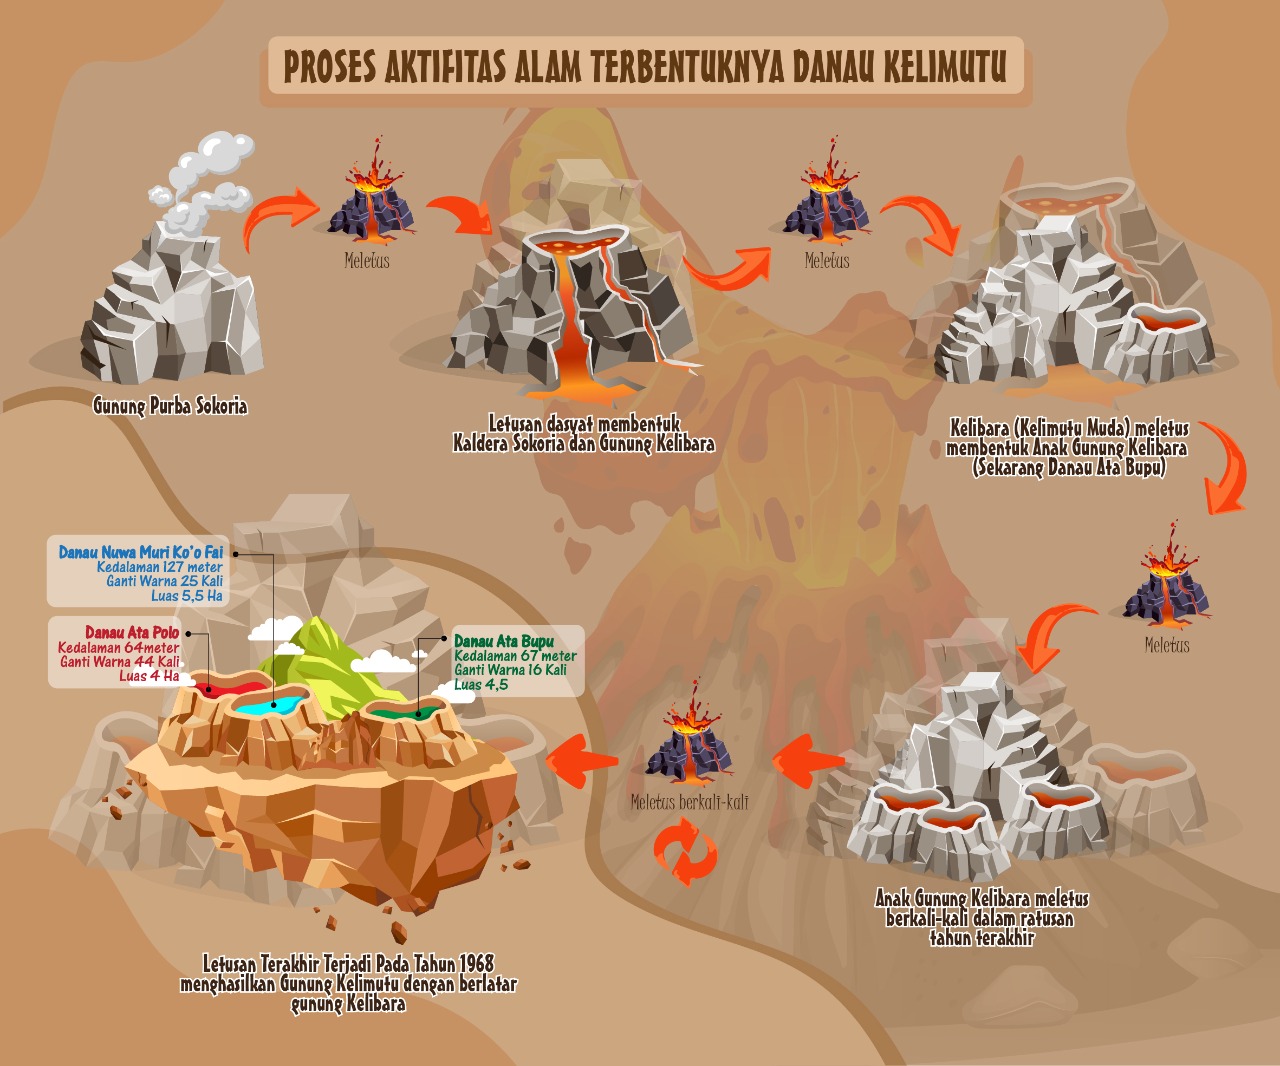 PROSES AKTIFITAS ALAM TERBENTUKNYA DANAU KELIMUTU
Meletus
Meletus
Gunung Purba Sokoria
Letusan dasyat membentuk
Kaldera Sokoria dan Gunung Kelibara
Kelibara (Kelimutu Muda) meletus
membentuk Anak Gunung Kelibara
(Sekarang Danau Ata Bupu)
Meletus
Anak Gunung Kelibara meletus
berkali-kali dalam ratusan
tahun terakhir
Meletus berkali-kali
Danau Nuwa Muri Ko'o Fai
Kedalaman 127 meter
Ganti Warna 25 Kali
Luas 5,5 Ha
Danau Ata Polo
Kedalaman 64meter
Ganti Warna 44 Kali
Luas 4 Ha
Danau Ata Bupu
Kedalaman 67 meter
Ganti Warna 16 Kali
Luas 4,5
Letusan Terakhir Terjadi Pada Tahun 1968
menghasilkan Gunung Kelimutu dengan berlatar
gunung Kelibara